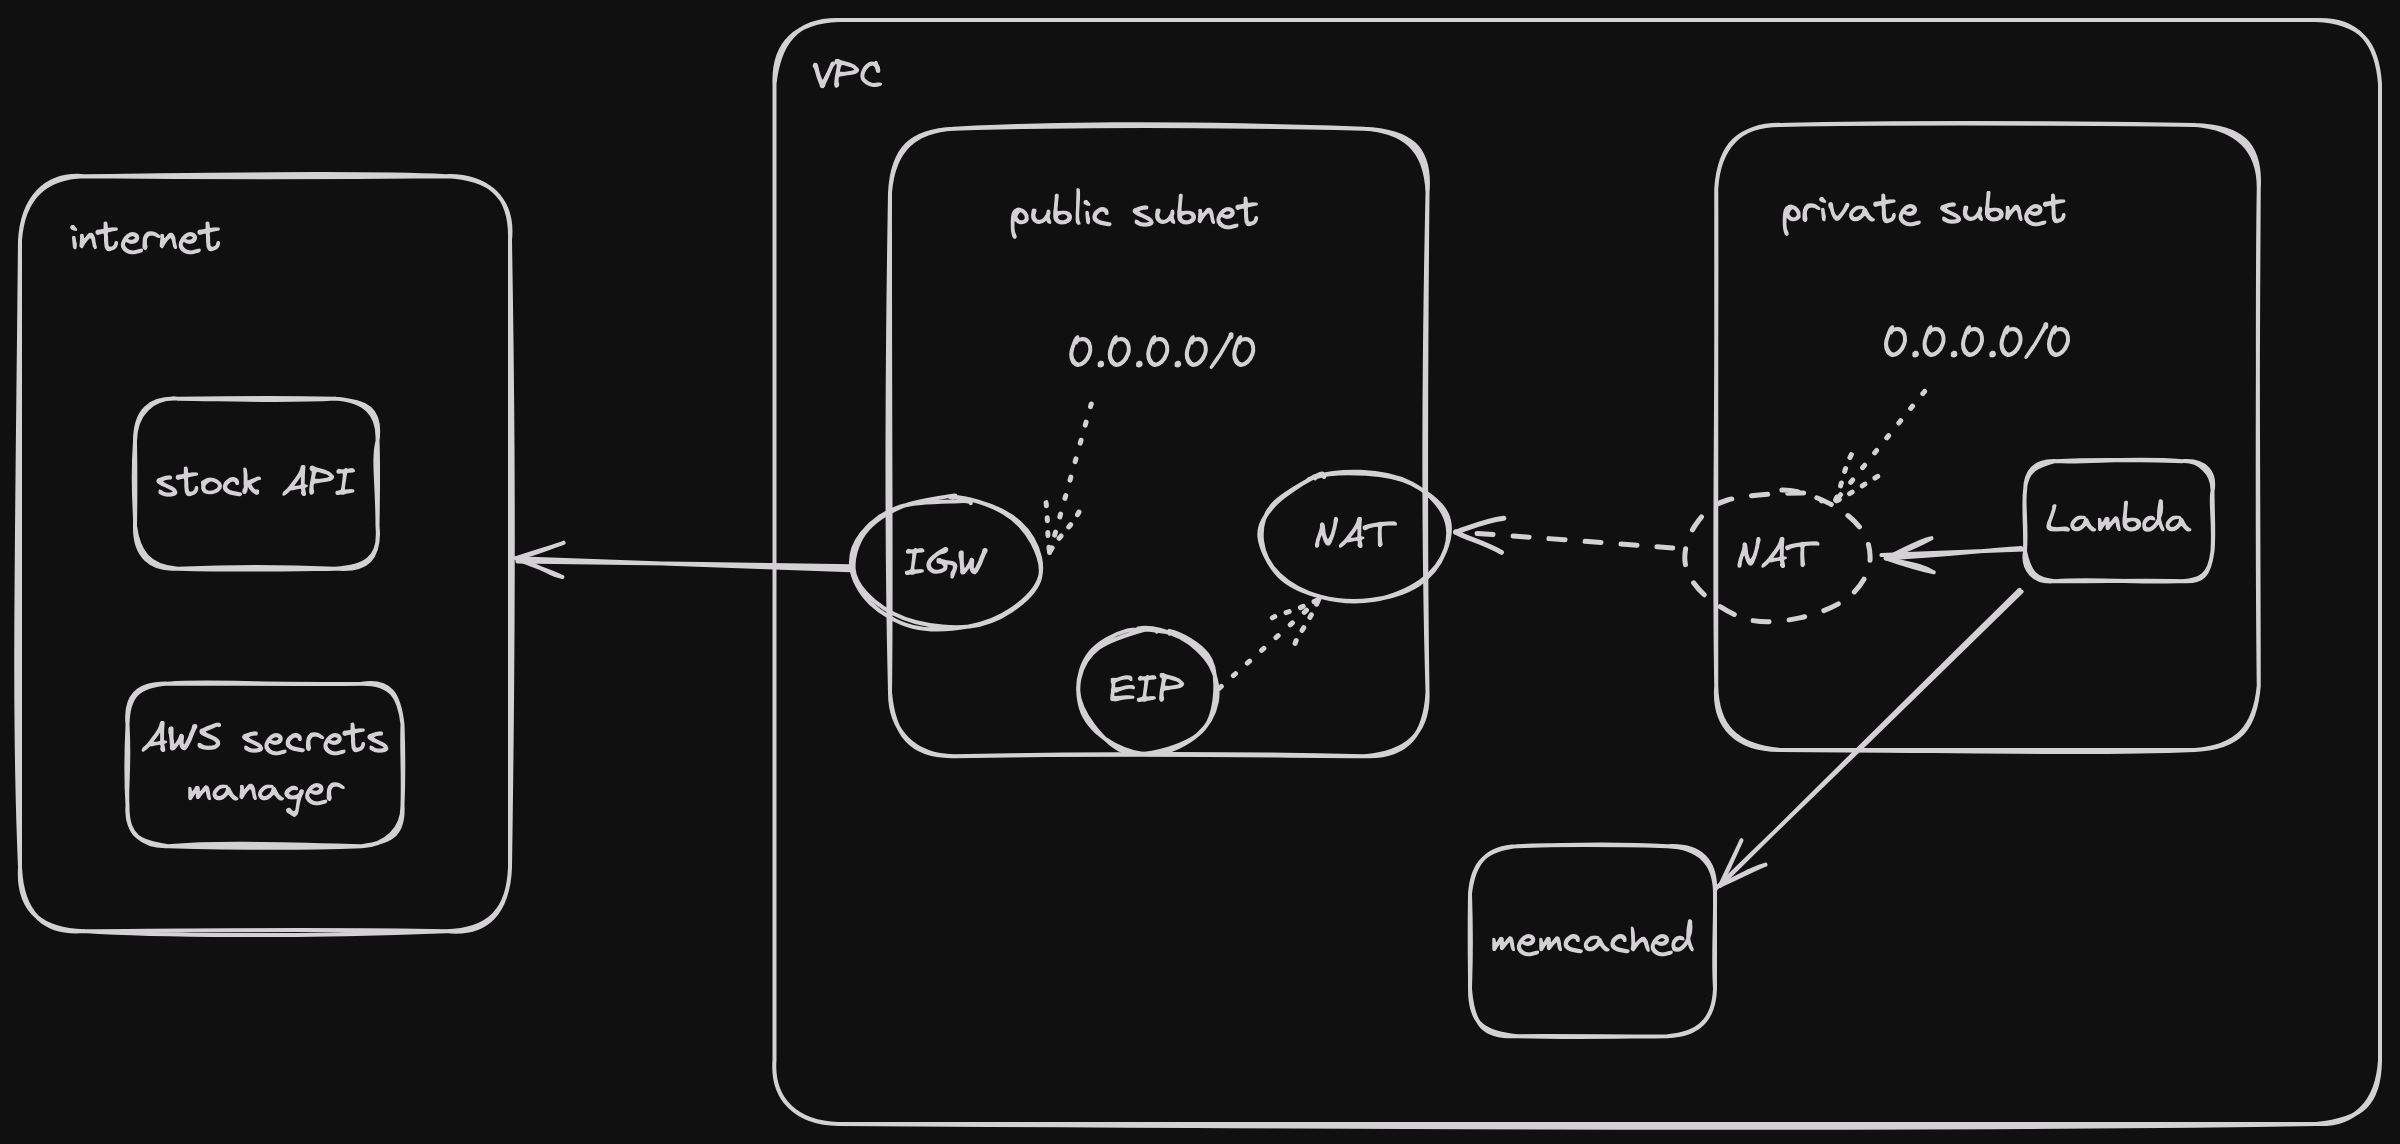 VPC
internet
public subnet
private subnet
0.0.0.0/0
0.0.0.0/0
stock API
IGW
NAT
NAT
Lambda
EIP
AWS secrets
manager
memcached